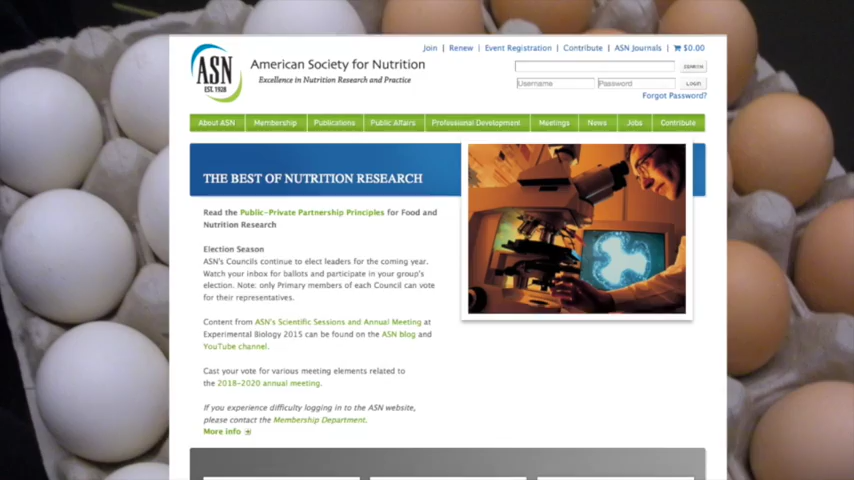 Join | Renew | Event Registration | Contribute | ASN Journals | $0.00
ASN
EST. 1928
American Society for Nutrition
Excellence in Nutrition Research and Practice
SEARCH
Username Password LOGIN
Forgot Password?
About ASN Membership Publications Public Affairs Professional Development Meetings News Jobs Contribute
THE BEST OF NUTRITION RESEARCH
Read the Public-Private Partnership Principles for Food and
Nutrition Research
Election Season
ASN's Councils continue to elect leaders for the coming year.
Watch your inbox for ballots and participate in your group's
election. Note: only Primary members of each Council can vote
for their representatives.
Content from ASN's Scientific Sessions and Annual Meeting at
Experimental Biology 2015 can be found on the ASN blog and
YouTube channel.
Cast your vote for various meeting elements related to
the 2018-2020 annual meeting.
If you experience difficulty logging in to the ASN website,
please contact the Membership Department.
More info